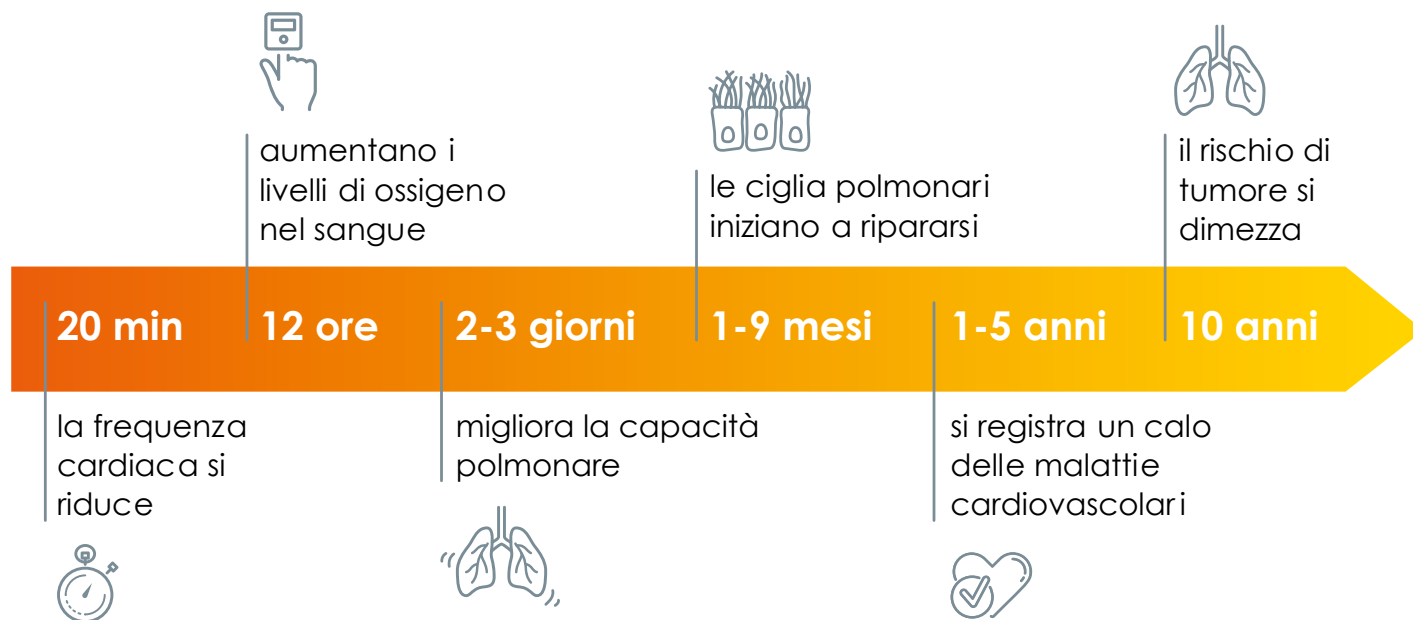 aumentano i
livelli di ossigeno
nel sangue
le ciglia polmonari
iniziano a ripararsi
il rischio di
tumore si
dimezza
20 min
12 ore
2-3 giorni
1-9 mesi
1-5 anni
10 anni
la frequenza
cardiaca si
riduce
migliora la capacità
polmonare
si registra un calo
delle malattie
cardiovascolari